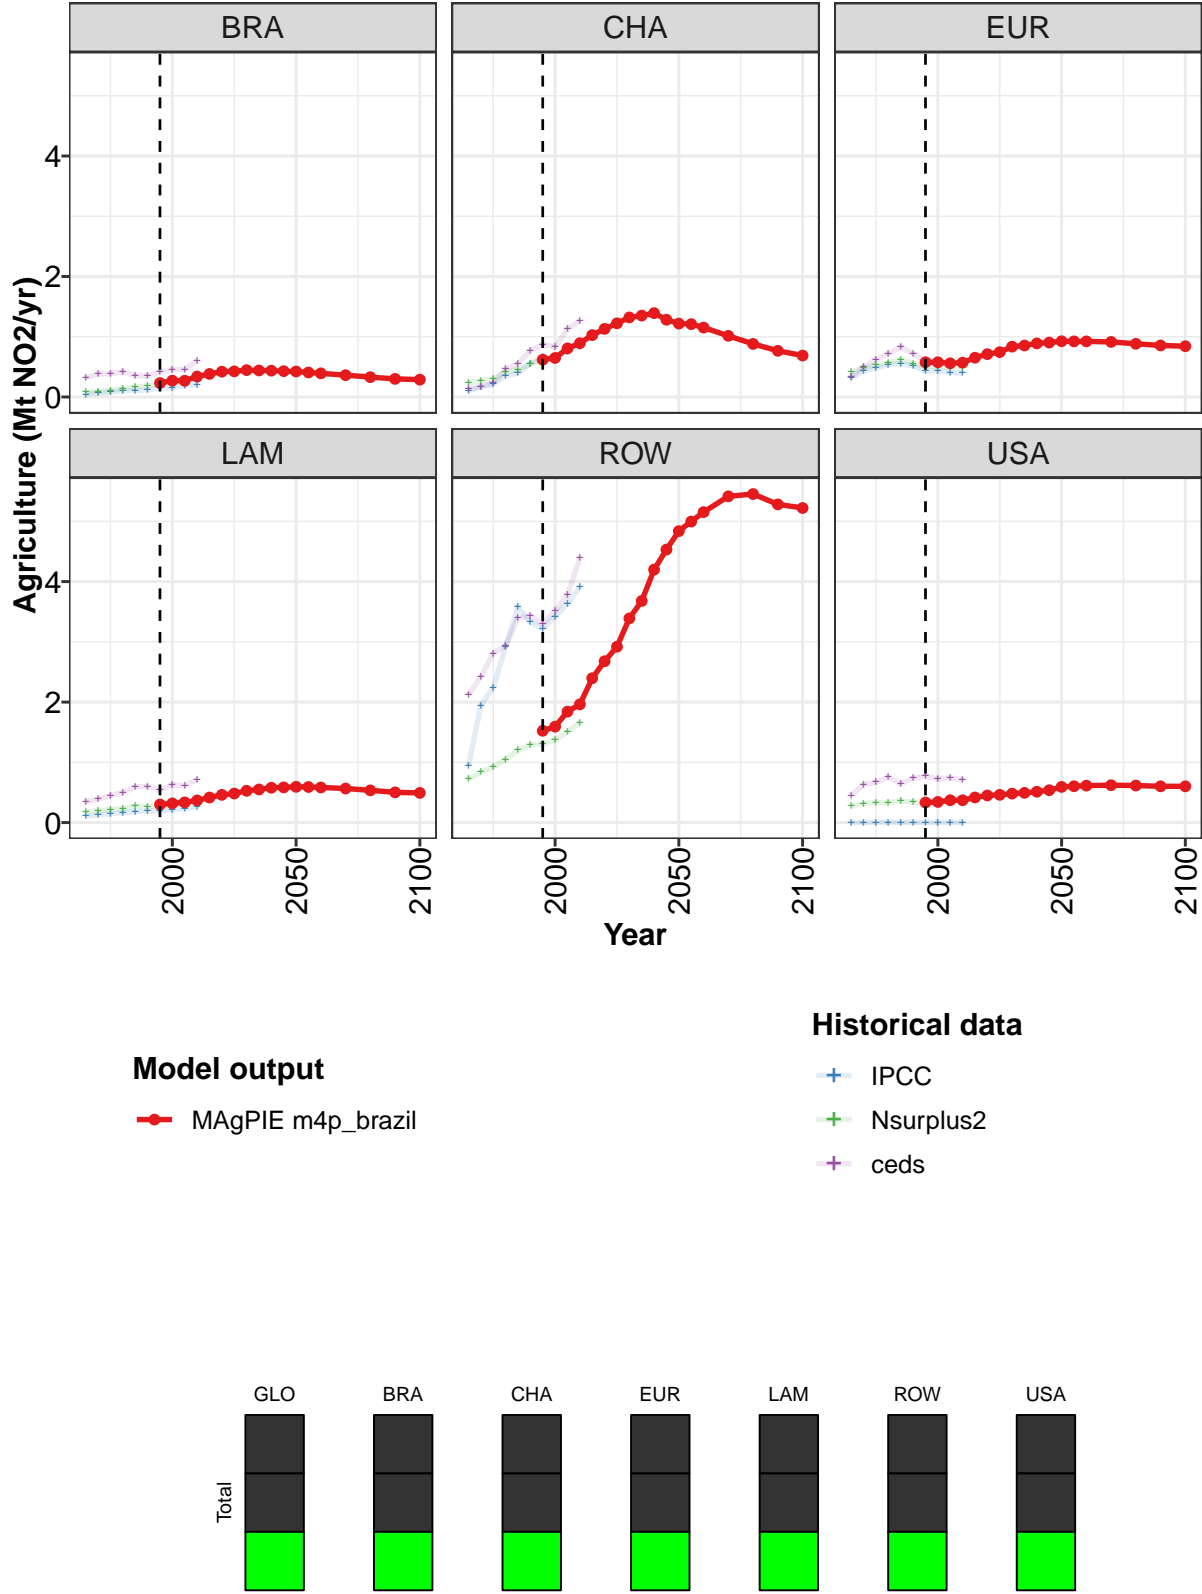 BRA CHA EUR
4
2
0
LAM ROW USA
4
2
0
Agriculture (Mt NO2/yr)
2000 2050 2100 2000 2050 2100 2000 2050 2100
Year
Model output
MAgPIE m4p_brazil
Historical data
IPCC
Nsurplus2
ceds
GLO BRA CHA EUR LAM ROW USA
Total